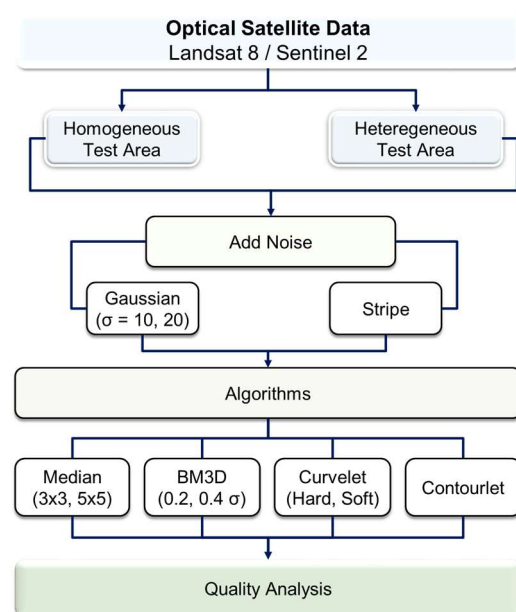 Optical Satellite Data
Landsat 8 / Sentinel 2
Homogeneous
Test Area
Heteregeneous
Test Area
Add Noise
Gaussian
(σ = 10, 20)
Stripe
Algorithms
Median
(3x3, 5x5)
BM3D
(0.2, 0.4 σ)
Curvelet
(Hard, Soft)
Contourlet
Quality Analysis